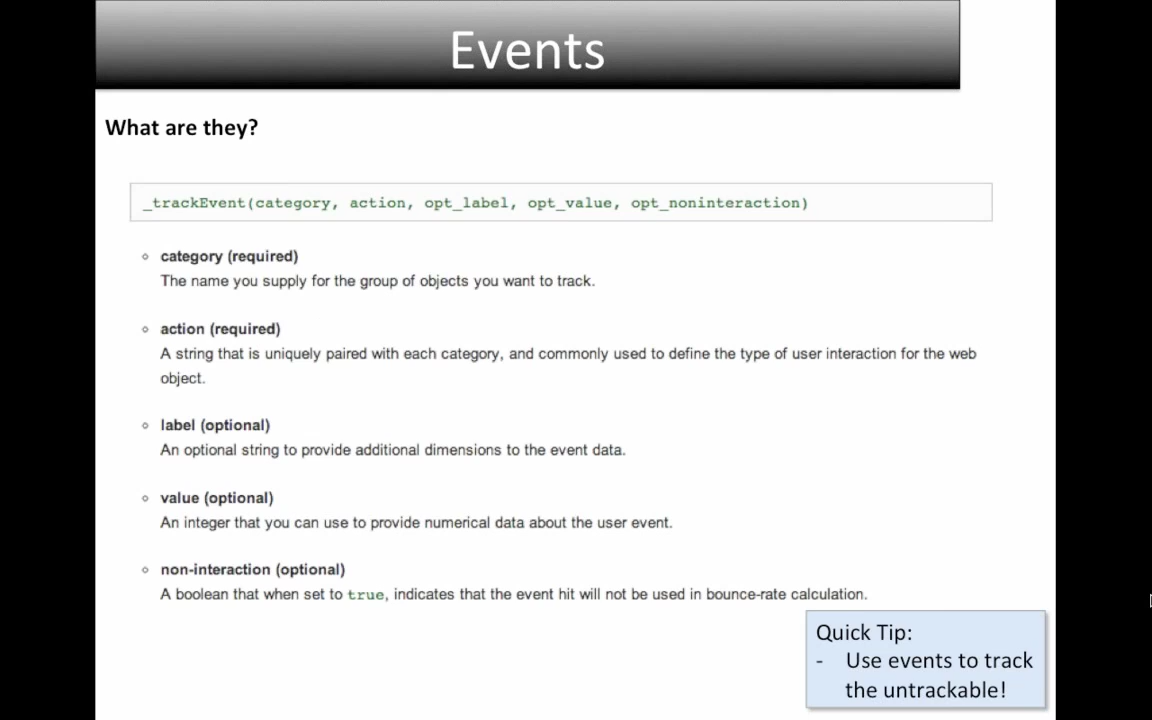 Events
What are they?
_trackEvent(category, action, opt_label, opt_value, opt_noninteraction)
category (required)
The name you supply for the group of objects you want to track.
action (required)
A string that is uniquely paired with each category, and commonly used to define the type of user interaction for the web
object.
label (optional)
An optional string to provide additional dimensions to the event data.
value (optional)
An integer that you can use to provide numerical data about the user event.
non-interaction (optional)
A boolean that when set to true, indicates that the event hit will not be used in bounce-rate calculation.
Quick Tip:
- Use events to track
the untrackable!